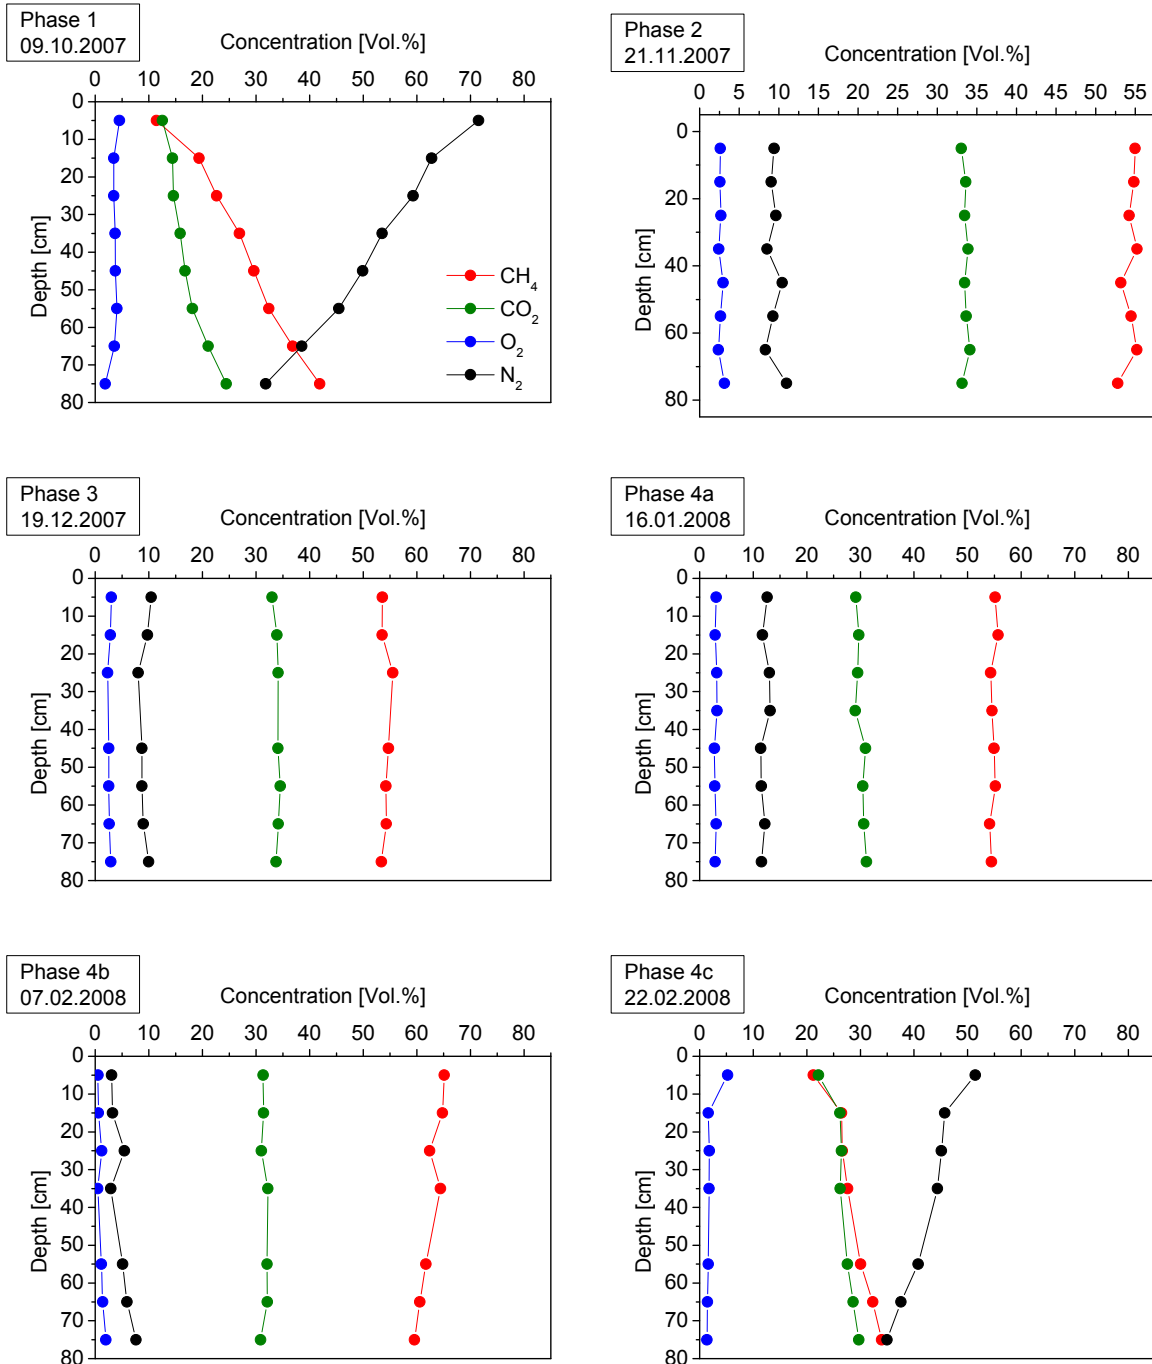 Phase 1
09.10.2007
Concentration [Vol.%]
0 10 20 30 40 50 60 70 80
0
10
20
30
40
50
60
70
80
Depth [cm]
CH4
CO2
O2
N2
Phase 2
21.11.2007
Concentration [Vol.%]
0 5 10 15 20 25 30 35 40 45 50 55
0
20
40
60
80
Depth [cm]
Phase 3
19.12.2007
Concentration [Vol.%]
0 10 20 30 40 50 60 70 80
0
10
20
30
40
50
60
70
80
Depth [cm]
Phase 4a
16.01.2008
Concentration [Vol.%]
0 10 20 30 40 50 60 70 80
0
10
20
30
40
50
60
70
80
Depth [cm]
Phase 4b
07.02.2008
Concentration [Vol.%]
0 10 20 30 40 50 60 70 80
0
10
20
30
40
50
60
70
80
Depth [cm]
Phase 4c
22.02.2008
Concentration [Vol.%]
0 10 20 30 40 50 60 70 80
0
10
20
30
40
50
60
70
80
Depth [cm]